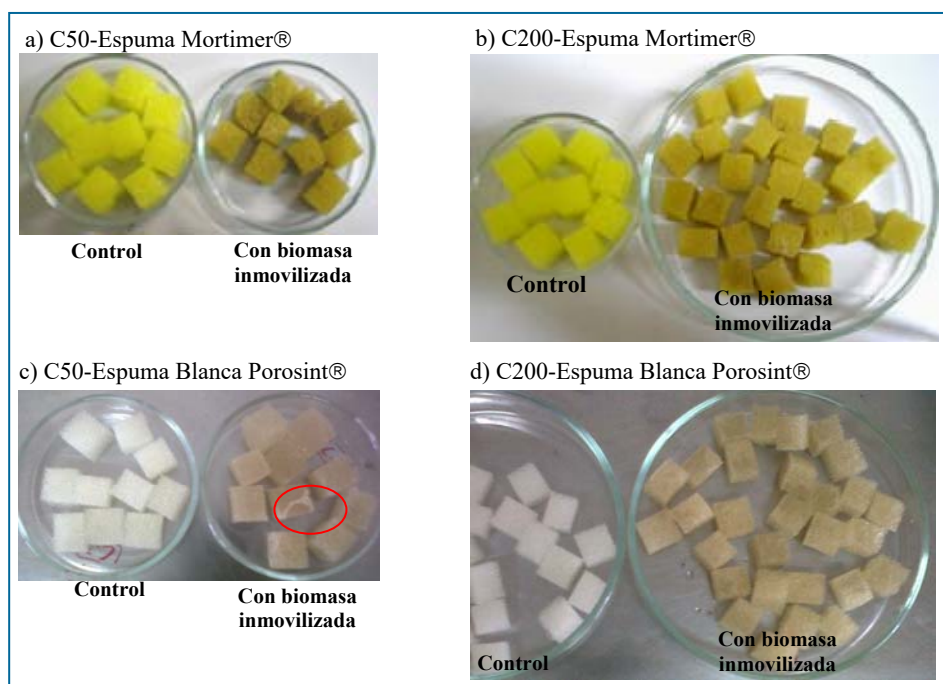 a) C50-Espuma Mortimer®
b) C200-Espuma Mortimer®
Control
Con biomasa
inmovilizada
Control
Con biomasa
inmovilizada
c) C50-Espuma Blanca Porosint®
d) C200-Espuma Blanca Porosint®
Control
Con biomasa
inmovilizada
Control
Con biomasa
inmovilizada